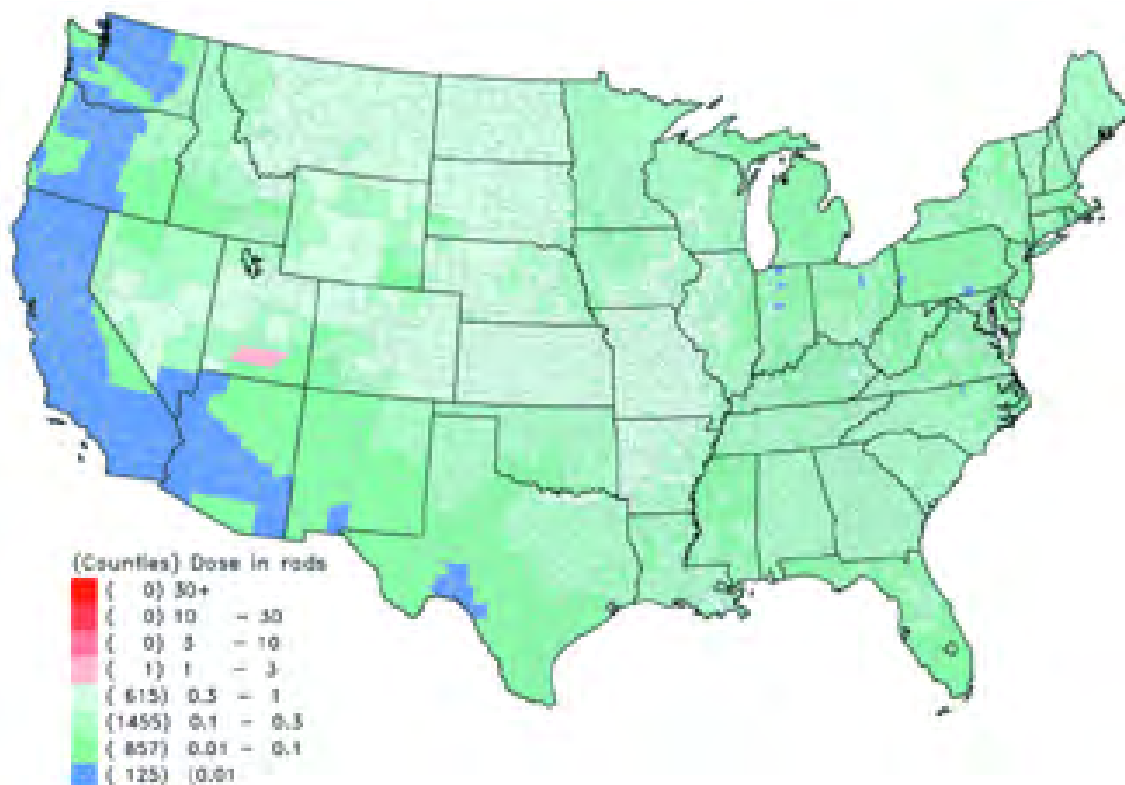 (Counties) Dose in rads
( 0) 30+
( 0) 10 - 30
( 0) 3 - 10
( 1) 1 - 3
( 615) 0.3 - 1
(1455) 0.1 - 0.3
( 857) 0.01 - 0.1
( 125) (0.01